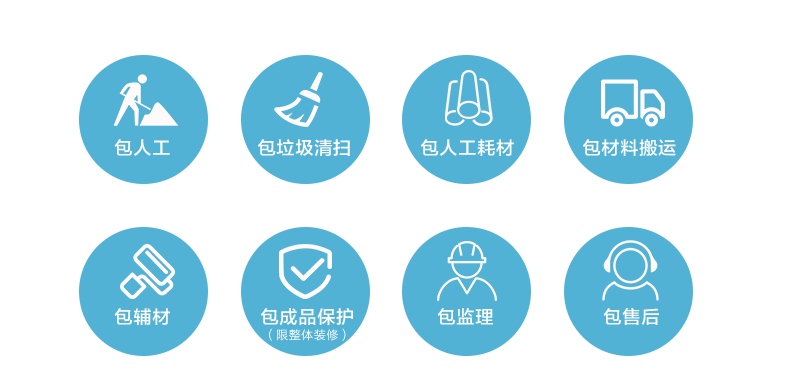 包人工
包垃圾清扫
包人工耗材
包材料搬运
包辅材
包成品保护
（限整体装修）
包监理
包售后